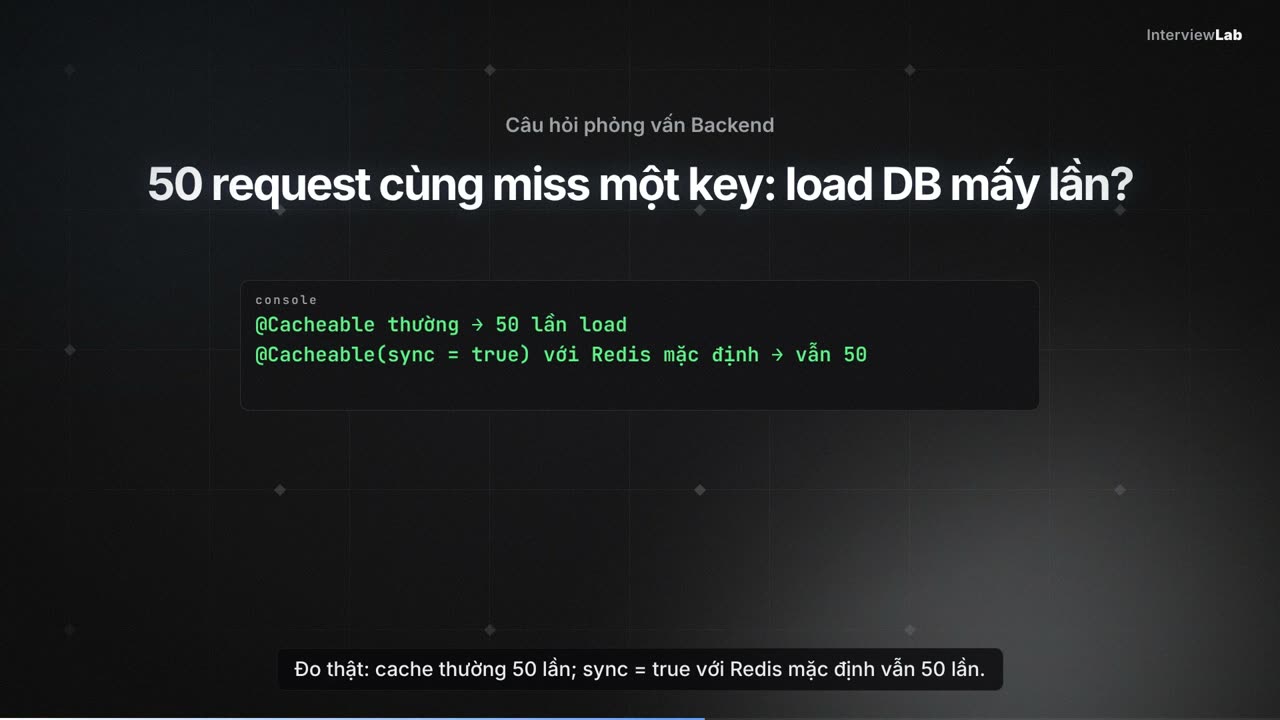 InterviewLab
Câu hỏi phỏng vấn Backend
50 request cùng miss một key: load DB mấy lần?
console
@Cacheable thường → 50 lần load
@Cacheable(sync = true) với Redis mặc định → vẫn 50
Đo thật: cache thường 50 lần; sync = true với Redis mặc định vẫn 50 lần.